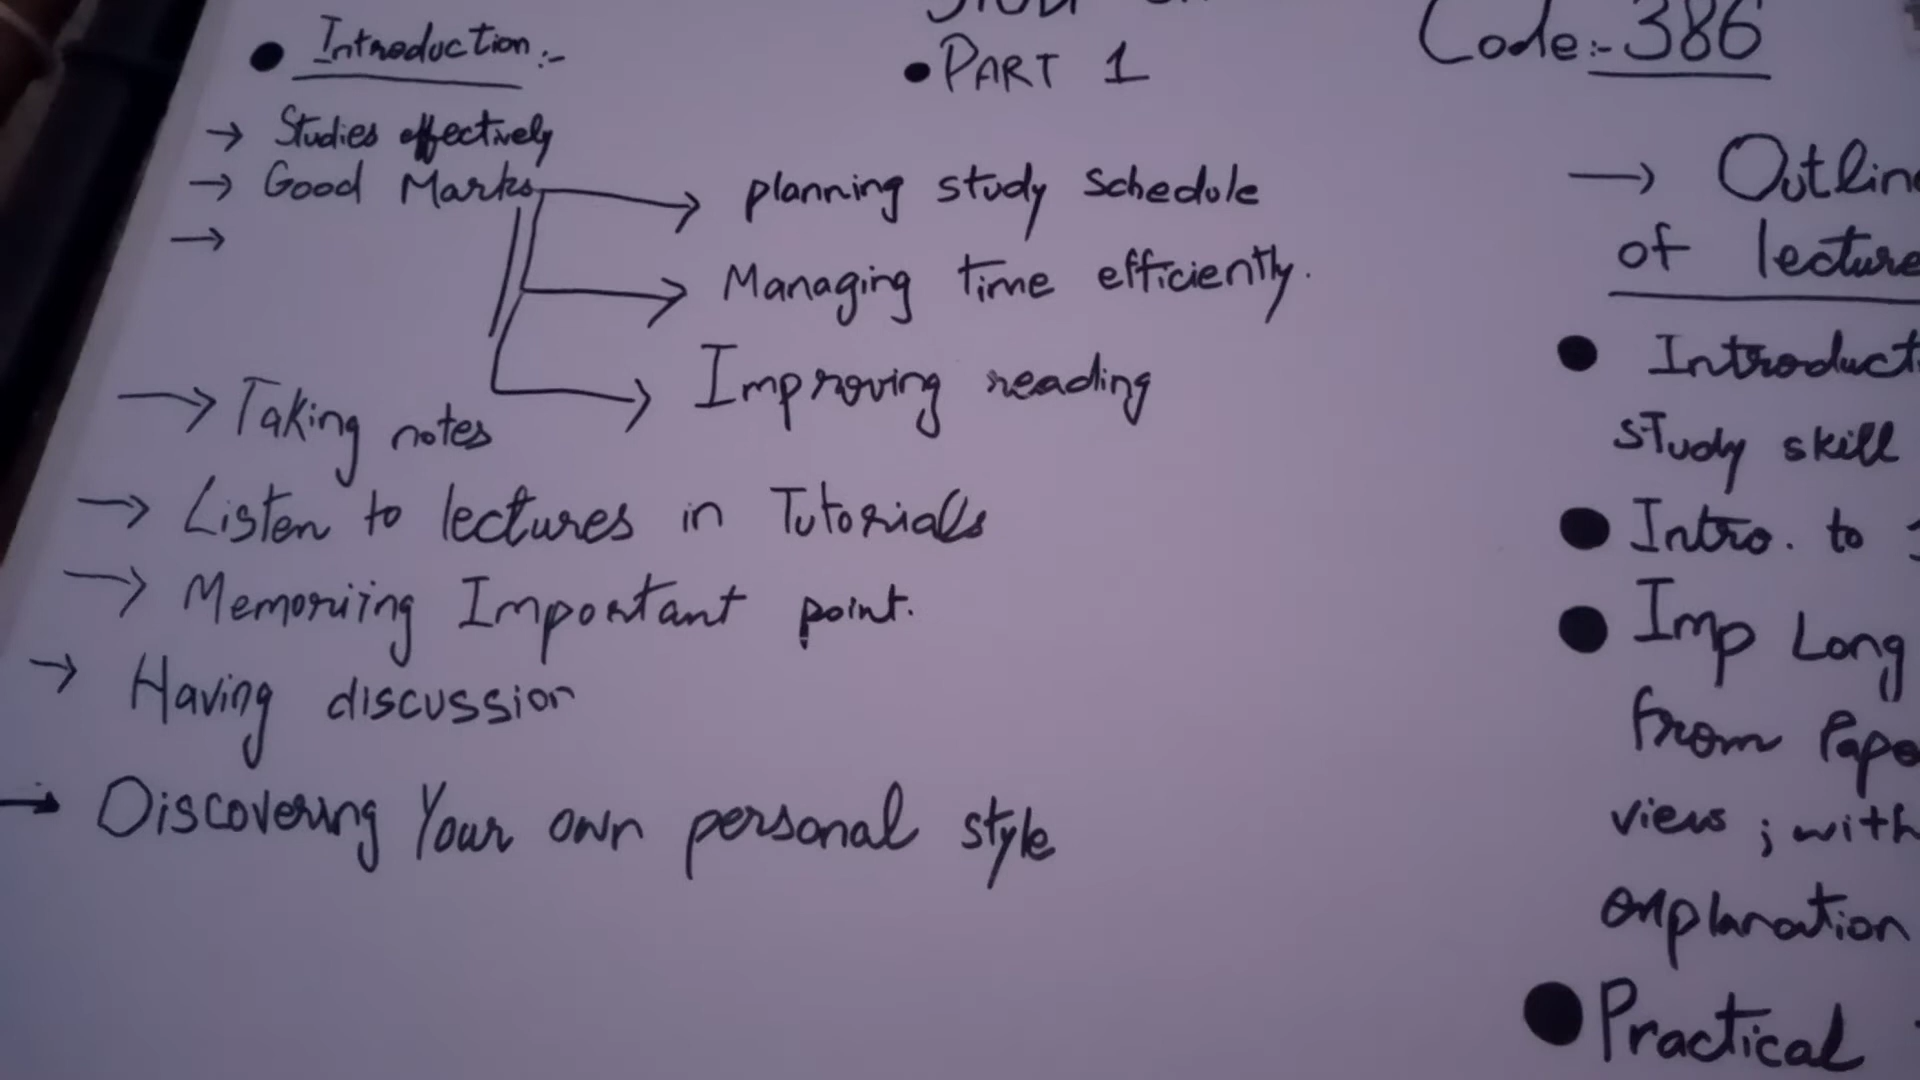 • Introduction:-
• PART 1
Code:- 386
→ Studies effectively
→ Good Marks
→ planning study Schedule
→
→ Managing time efficiently.
→ Improving reading
→ Taking notes
→ Listen to lectures in Tutorials
→ Memoriing Important point.
→ Having discussion
→ Discovering Your own personal style
→ Outlin
of lecture
• Introduct
study skill
• Intro. to
• Imp Long
from Pape
view ; with
explanation
• Practical